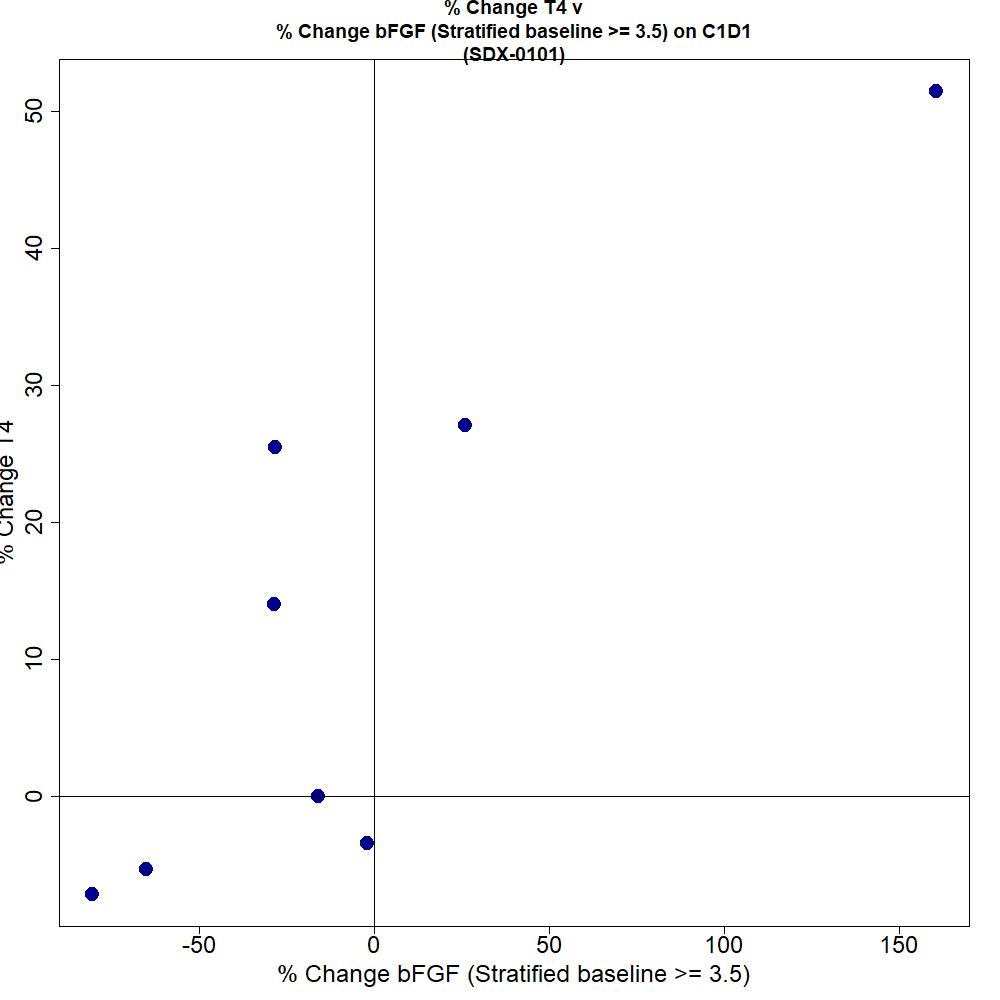 % Change T4 v
% Change bFGF (Stratified baseline >= 3.5) on C1D1
(SDX-0101)
50
40
30
20
10
0
% Change T4
-50
0
50
100
150
% Change bFGF (Stratified baseline >= 3.5)